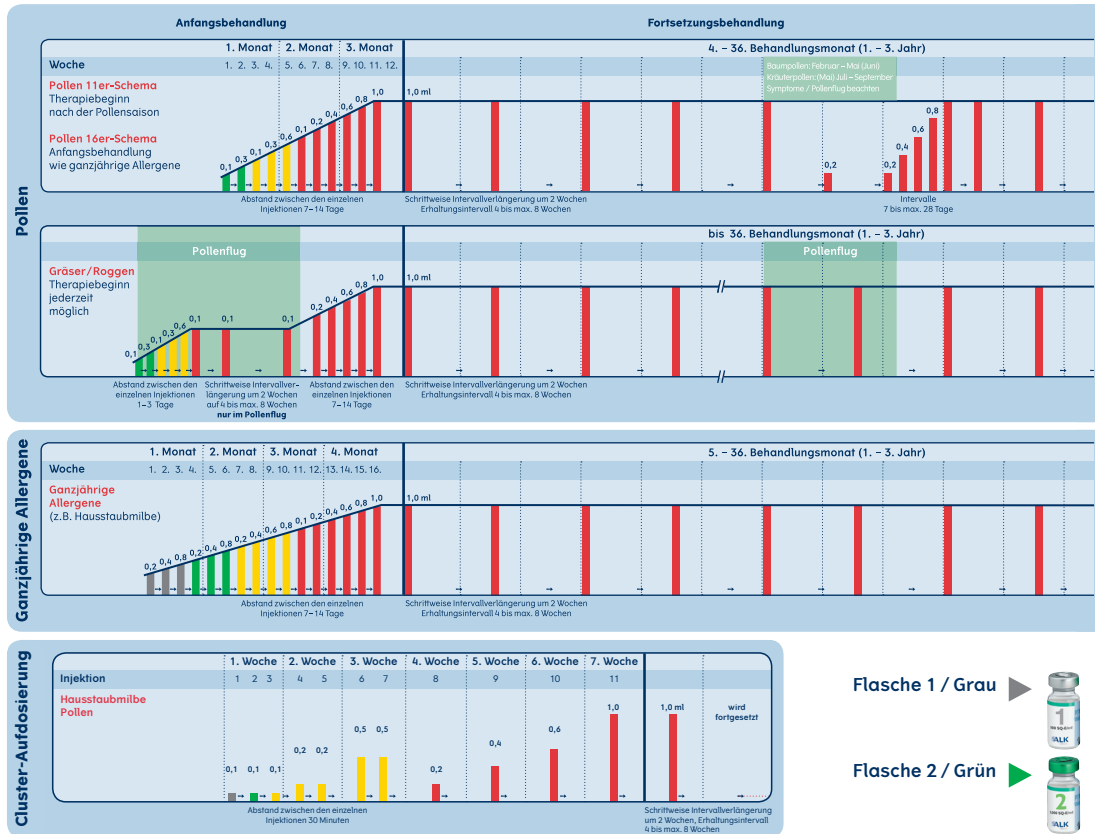 Anfangsbehandlung
Fortsetzungsbehandlung
Pollen
1. Monat 2. Monat 3. Monat
4. – 36. Behandlungsmonat (1. – 3. Jahr)
Woche 1. 2. 3. 4. 5. 6. 7. 8. 9. 10. 11. 12.
Baumpollen: Februar – Mai (Juni)
Kräuterpollen: (Mai) Juli – September
Symptome / Pollenflug beachten
Pollen 11er-Schema
Therapiebeginn
nach der Pollensaison
Pollen 16er-Schema
Anfangsbehandlung
wie ganzjährige Allergene
0,1 0,3 0,1 0,3 0,6 0,1 0,2 0,4 0,6 0,8 1,0
1,0 ml
0,2 0,2 0,4 0,6 0,8
Abstand zwischen den einzelnen
Injektionen 7–14 Tage
Schrittweise Intervallverlängerung um 2 Wochen
Erhaltungsintervall 4 bis max. 8 Wochen
Intervalle
7 bis max. 28 Tage
bis 36. Behandlungsmonat (1. – 3. Jahr)
Pollenflug
Pollenflug
Gräser/Roggen
Therapiebeginn
jederzeit
möglich
0,1 0,3 0,1 0,3 0,6 0,1 0,1 0,1 0,2 0,4 0,6 0,8 1,0
1,0 ml
Abstand zwischen den
einzelnen Injektionen
1–3 Tage
Schrittweise Intervallver-
längerung um 2 Wochen
auf 4 bis max. 8 Wochen
nur im Pollenflug
Abstand zwischen den
einzelnen Injektionen
7–14 Tage
Schrittweise Intervallverlängerung um 2 Wochen
Erhaltungsintervall 4 bis max. 8 Wochen
Ganzjährige Allergene
1. Monat 2. Monat 3. Monat 4. Monat
5. – 36. Behandlungsmonat (1. – 3. Jahr)
Woche 1. 2. 3. 4. 5. 6. 7. 8. 9. 10. 11. 12. 13. 14. 15. 16.
Ganzjährige
Allergene
(z.B. Hausstaubmilbe)
0,2 0,4 0,8 0,2 0,4 0,8 0,2 0,4 0,6 0,8 0,1 0,2 0,4 0,6 0,8 1,0
1,0 ml
Abstand zwischen den einzelnen
Injektionen 7–14 Tage
Schrittweise Intervallverlängerung um 2 Wochen
Erhaltungsintervall 4 bis max. 8 Wochen
Cluster-Aufdosierung
1. Woche 2. Woche 3. Woche 4. Woche 5. Woche 6. Woche 7. Woche
Injektion 1 2 3 4 5 6 7 8 9 10 11
Hausstaubmilbe
Pollen
0,1 0,1 0,1 0,2 0,2 0,5 0,5 0,2 0,4 0,6 1,0
1,0 ml
wird
fortgesetzt
Abstand zwischen den einzelnen
Injektionen 30 Minuten
Schrittweise Intervallverlängerung
um 2 Wochen, Erhaltungsintervall
4 bis max. 8 Wochen
Flasche 1 / Grau
1
ALK
Flasche 2 / Grün
2
ALK